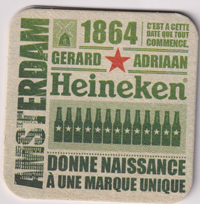 AMSTERDAM
1864
C'EST A CETTE
DATE QUE TOUT
COMMENCE.
GERARD ADRIAAN
Heineken
DONNE NAISSANCE
À UNE MARQUE UNIQUE